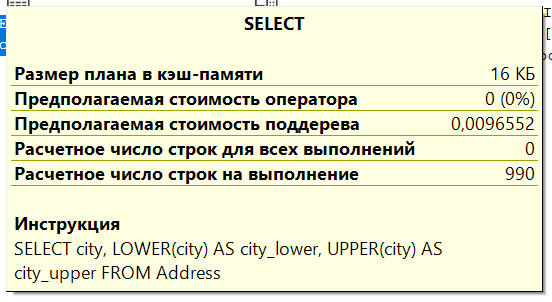 SELECT
Размер плана в кэш-памяти 16 КБ
Предполагаемая стоимость оператора 0 (0%)
Предполагаемая стоимость поддерева 0,0096552
Расчетное число строк для всех выполнений 0
Расчетное число строк на выполнение 990
Инструкция
SELECT city, LOWER(city) AS city_lower, UPPER(city) AS
city_upper FROM Address